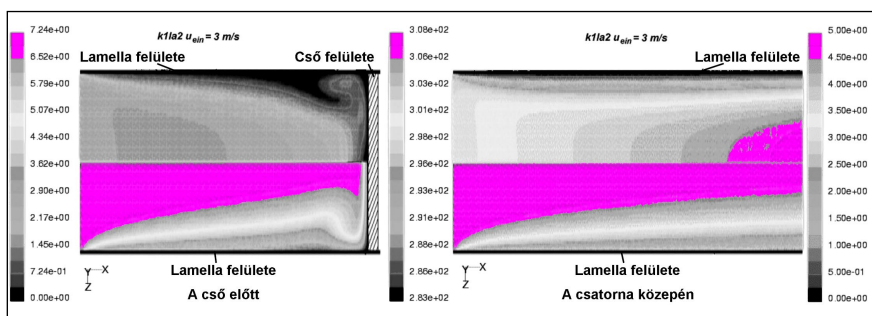 7.24e+00
6.52e+00
5.79e+00
5.07e+00
4.34e+00
3.62e+00
2.90e+00
2.17e+00
1.45e+00
7.24e-01
0.00e+00
k1la2 u_ein = 3 m/s
Lamella felülete
Cső felülete
Lamella felülete
Y X
Z
A cső előtt
3.08e+02
3.06e+02
3.03e+02
3.01e+02
2.98e+02
2.96e+02
2.93e+02
2.91e+02
2.88e+02
2.86e+02
2.83e+02
k1la2 u_ein = 3 m/s
Lamella felülete
Lamella felülete
Y X
Z
A csatorna közepén
5.00e+00
4.50e+00
4.00e+00
3.50e+00
3.00e+00
2.50e+00
2.00e+00
1.50e+00
1.00e+00
5.00e-01
0.00e+00